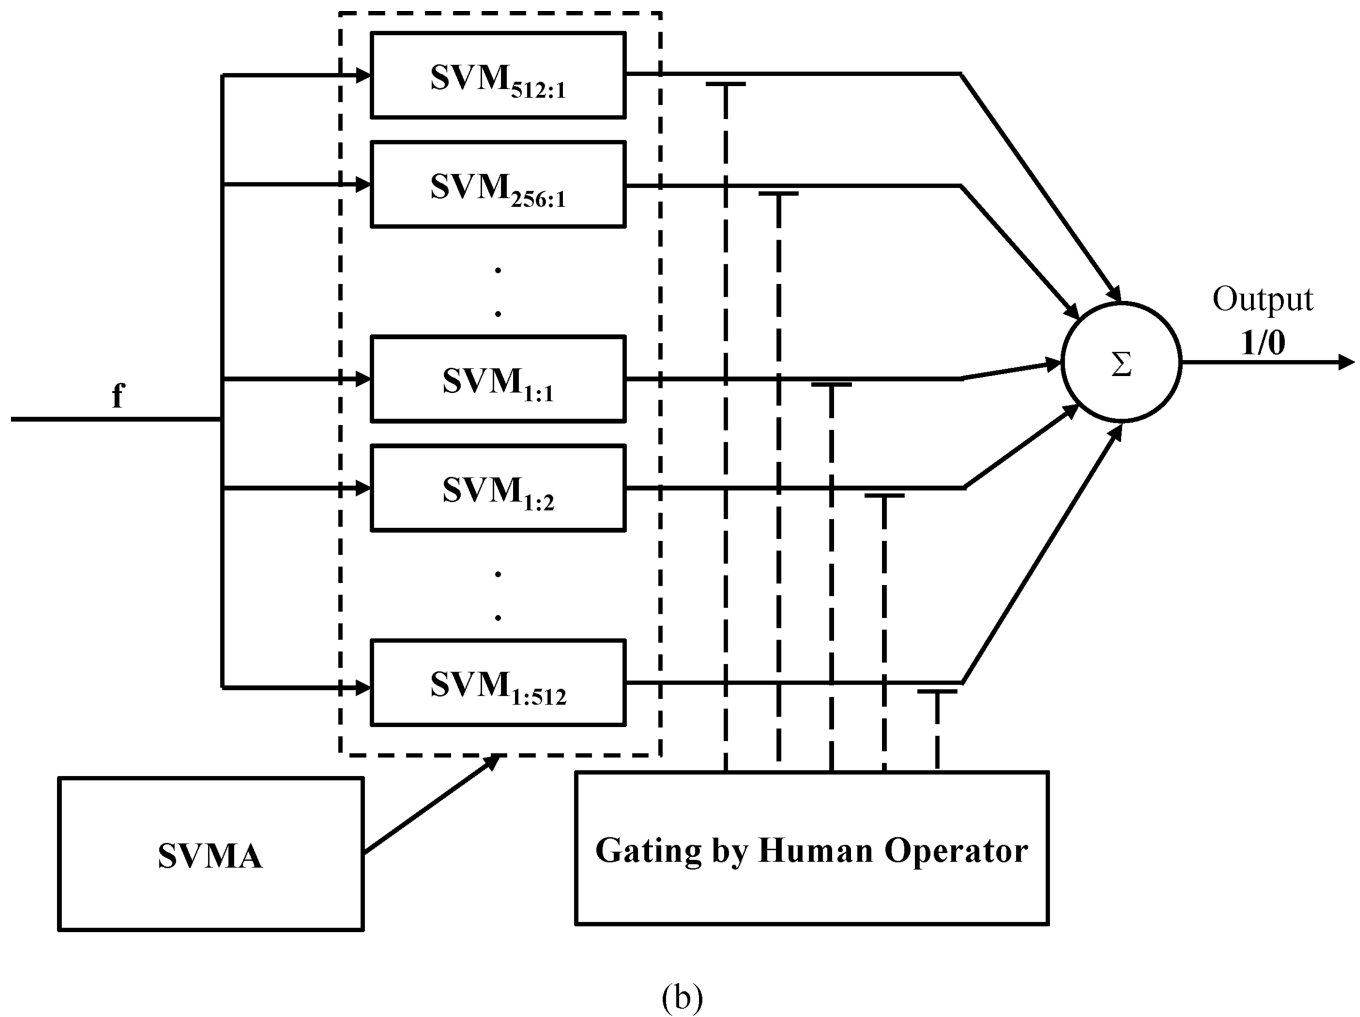 SVM512:1
SVM256:1
.
.
f
SVM1:1
Output
1/0
Σ
SVM1:2
.
.
SVM1:512
SVMA
Gating by Human Operator
(b)